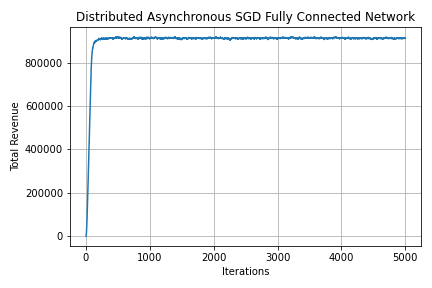 Distributed Asynchronous SGD Fully Connected Network
Total Revenue
800000
600000
400000
200000
0
0 1000 2000 3000 4000 5000
Iterations